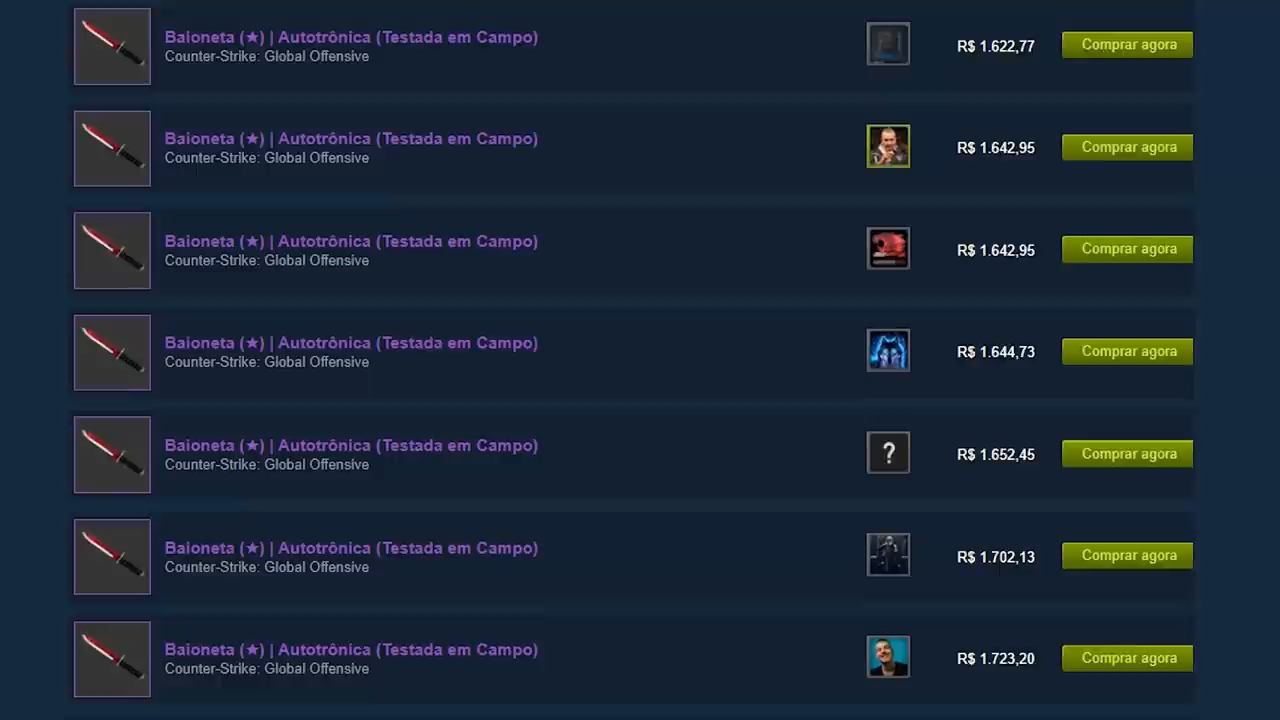 Baioneta (★) | Autotrônica (Testada em Campo)
Counter-Strike: Global Offensive
R$ 1.622,77
Comprar agora
Baioneta (★) | Autotrônica (Testada em Campo)
Counter-Strike: Global Offensive
R$ 1.642,95
Comprar agora
Baioneta (★) | Autotrônica (Testada em Campo)
Counter-Strike: Global Offensive
R$ 1.642,95
Comprar agora
Baioneta (★) | Autotrônica (Testada em Campo)
Counter-Strike: Global Offensive
R$ 1.644,73
Comprar agora
Baioneta (★) | Autotrônica (Testada em Campo)
Counter-Strike: Global Offensive
?
R$ 1.652,45
Comprar agora
Baioneta (★) | Autotrônica (Testada em Campo)
Counter-Strike: Global Offensive
R$ 1.702,13
Comprar agora
Baioneta (★) | Autotrônica (Testada em Campo)
Counter-Strike: Global Offensive
R$ 1.723,20
Comprar agora